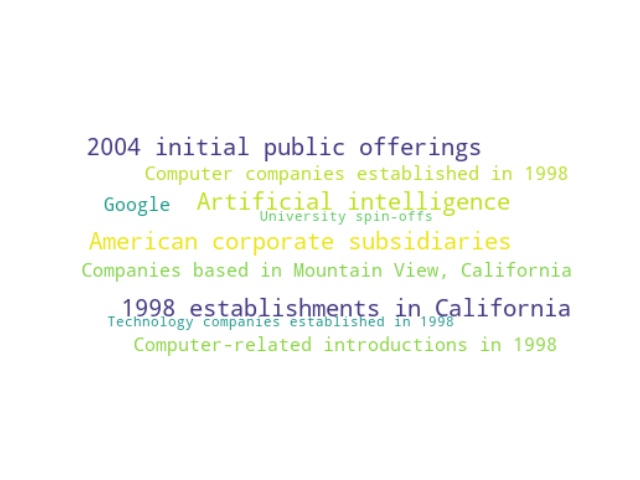 2004 initial public offerings
Computer companies established in 1998
Google
Artificial intelligence
University spin-offs
American corporate subsidiaries
Companies based in Mountain View, California
1998 establishments in California
Technology companies established in 1998
Computer-related introductions in 1998